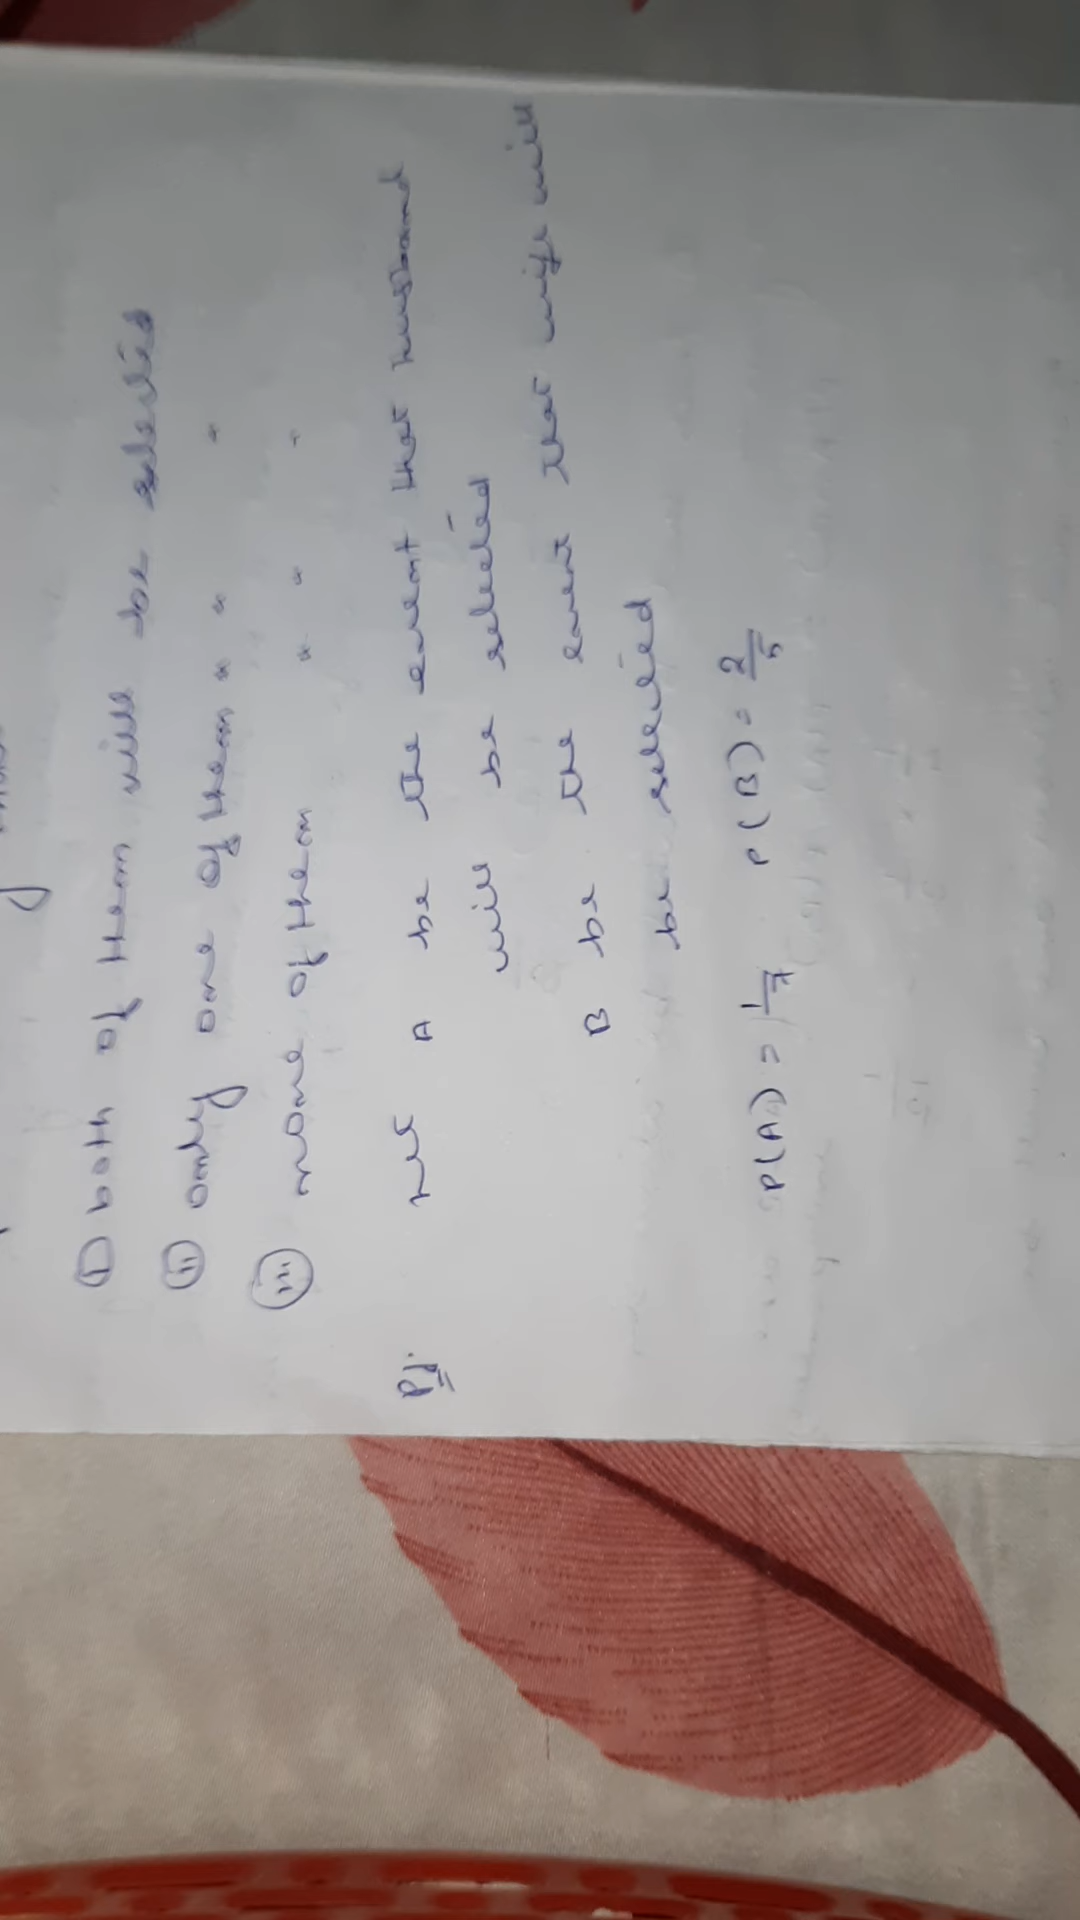 (i) both of them will be selected
(ii) only one of them " " "
(iii) none of them " " "
Let A be the event that husband
will be selected
B be the event that wife will
be selected
P(A) = 1/7 P(B) = 2/5